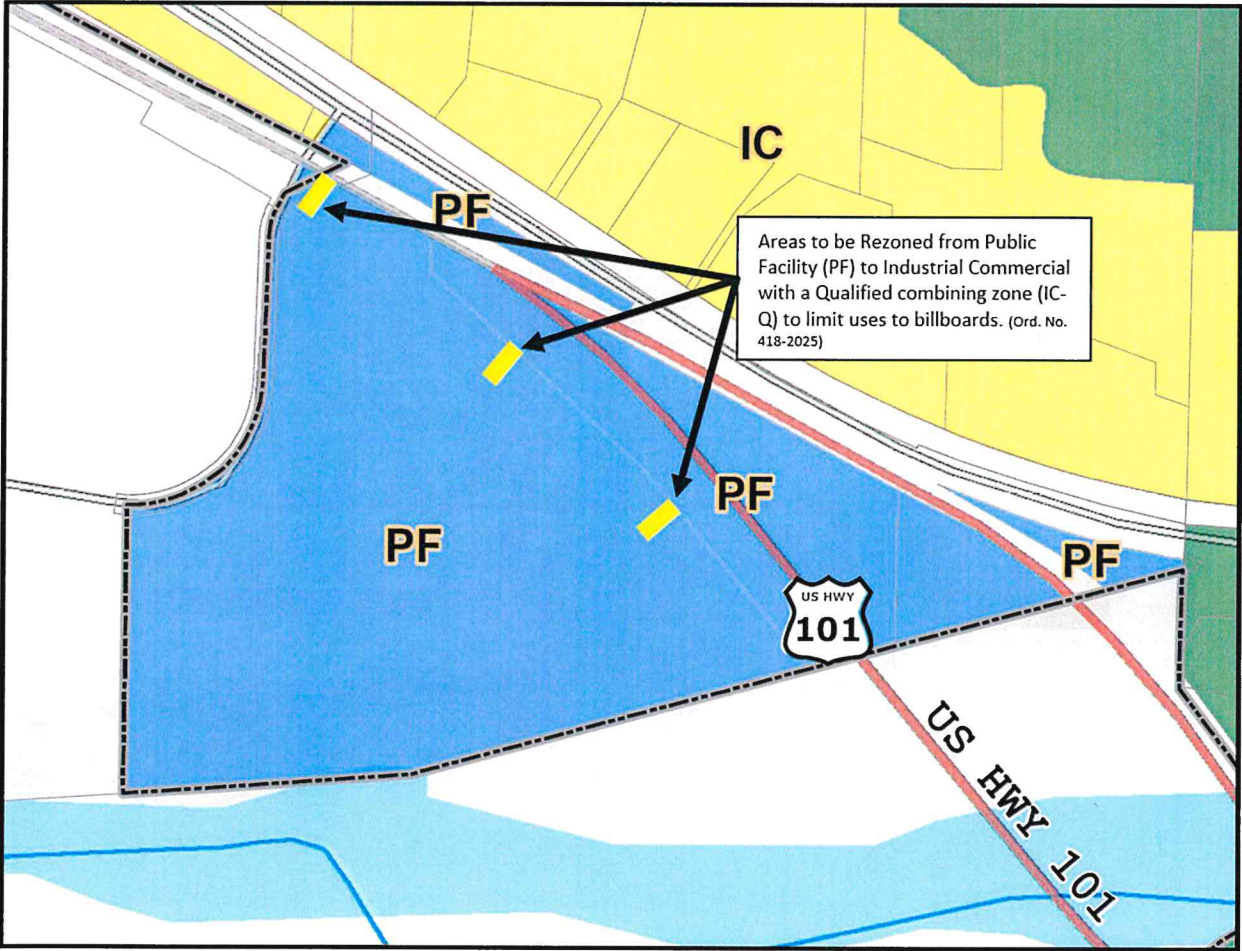 IC
PF
Areas to be Rezoned from Public
Facility (PF) to Industrial Commercial
with a Qualified combining zone (IC-
Q) to limit uses to billboards. (Ord. No.
418-2025)
PF
PF
PF
US HWY
101
US HWY 101